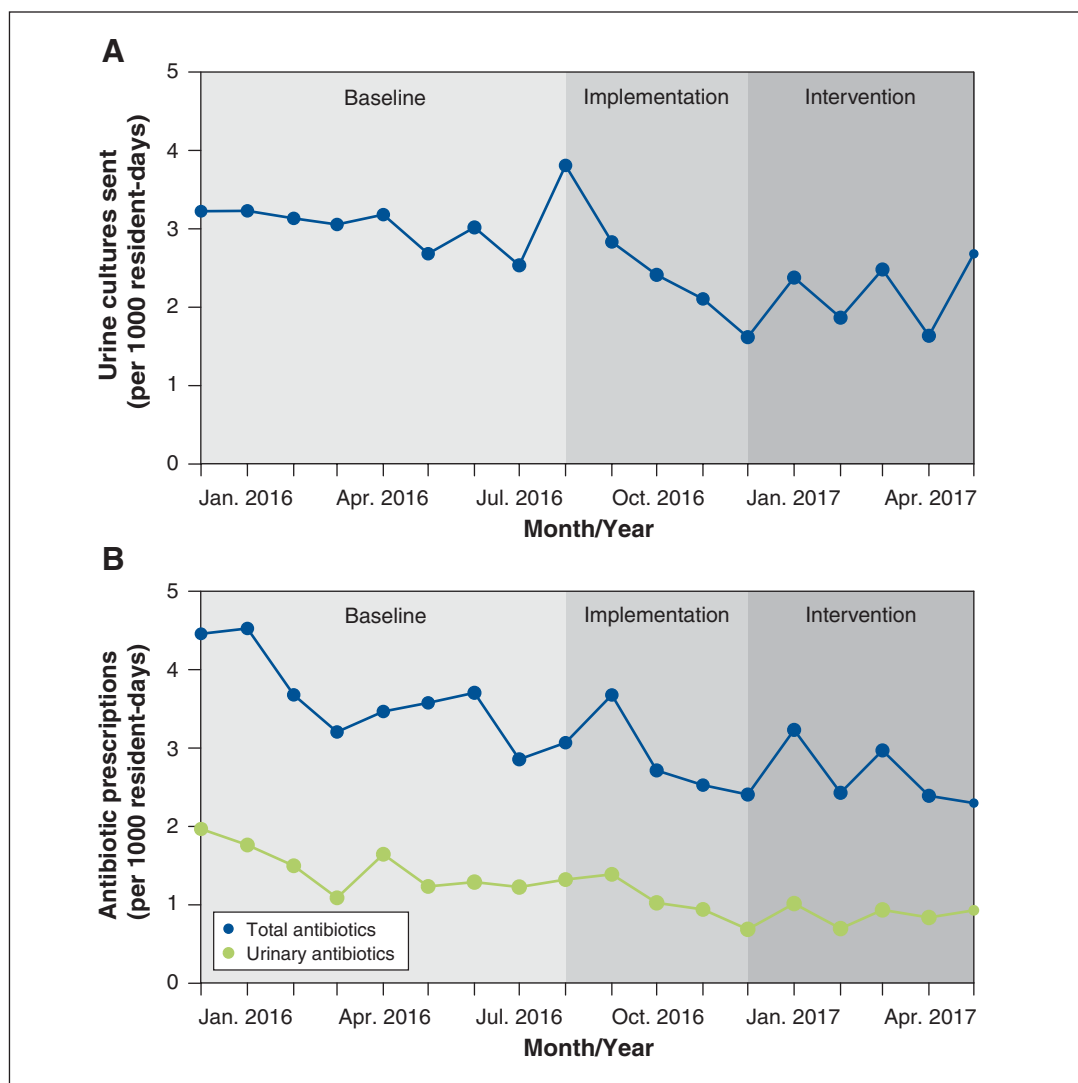 A
Urine cultures sent
(per 1000 resident-days)
5
4
3
2
1
0
Baseline
Implementation
Intervention
Jan. 2016
Apr. 2016
Jul. 2016
Oct. 2016
Jan. 2017
Apr. 2017
Month/Year
B
Antibiotic prescriptions
(per 1000 resident-days)
5
4
3
2
1
0
Baseline
Implementation
Intervention
Total antibiotics
Urinary antibiotics
Jan. 2016
Apr. 2016
Jul. 2016
Oct. 2016
Jan. 2017
Apr. 2017
Month/Year